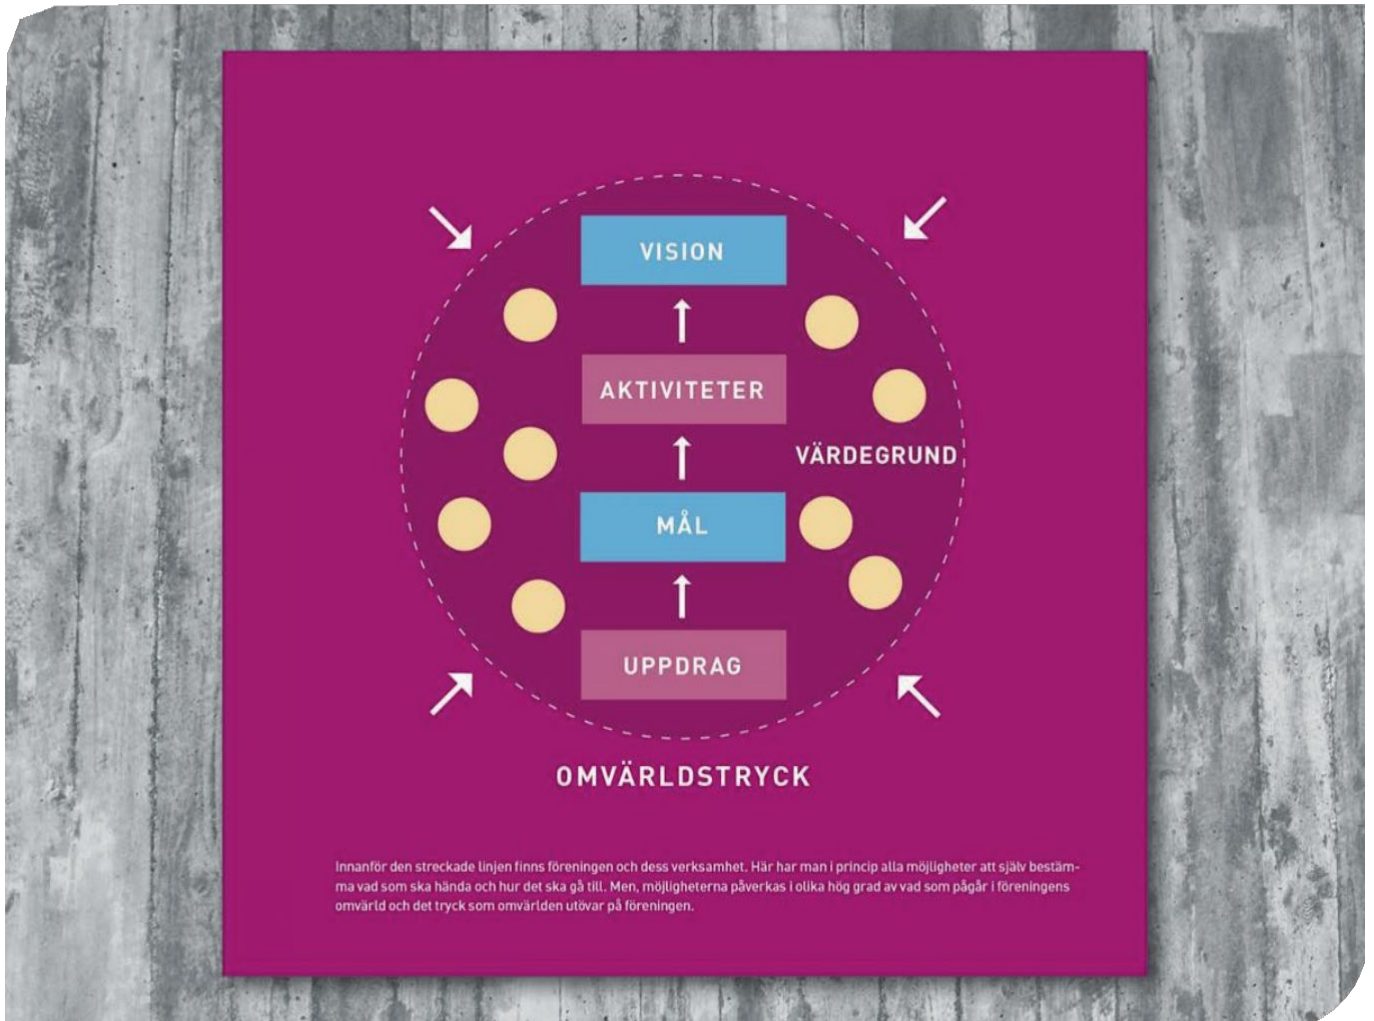 VISION
AKTIVITETER
VÄRDEGRUND
MÅL
UPPDRAG
OMVÄRLDSTRYCK
Innanför den streckade linjen finns föreningen och dess verksamhet. Här har man i princip alla möjligheter att själv bestäm-
ma vad som ska hända och hur det ska gå till. Men, möjligheterna påverkas i olika hög grad av vad som pågår i föreningens
omvärld och det tryck som omvärlden utövar på föreningen.